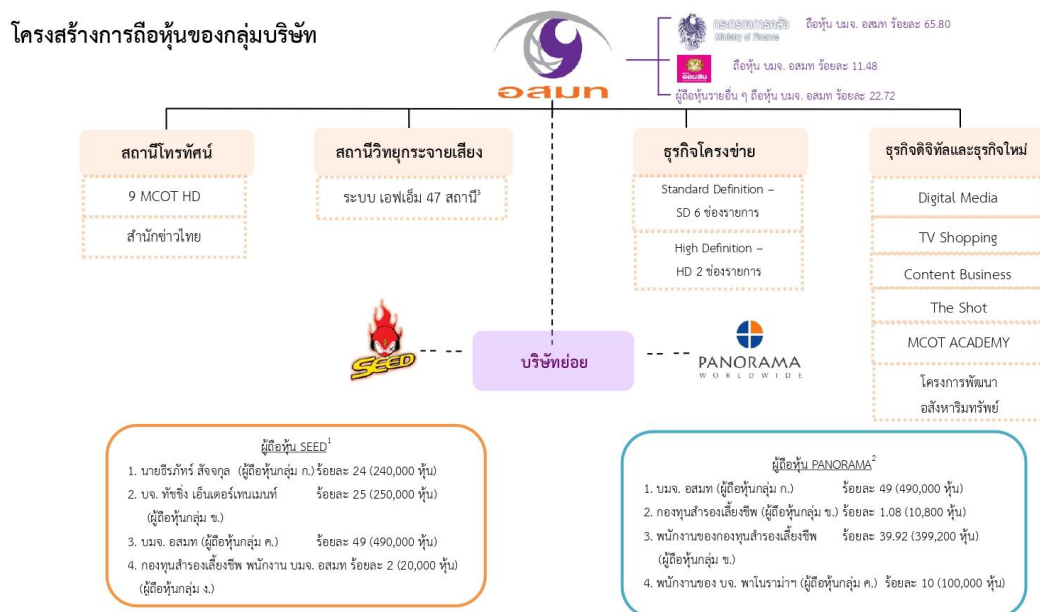 โครงสร้างการถือหุ้นของกลุ่มบริษัท
อสมท
กระทรวงการคลัง
Ministry of Finance
ถือหุ้น บมจ. อสมท ร้อยละ 65.80
ออมสิน
ถือหุ้น บมจ. อสมท ร้อยละ 11.48
ผู้ถือหุ้นรายอื่น ๆ ถือหุ้น บมจ. อสมท ร้อยละ 22.72
สถานีโทรทัศน์
9 MCOT HD
สำนักข่าวไทย
สถานีวิทยุกระจายเสียง
ระบบ เอฟเอ็ม 47 สถานี³
ธุรกิจโครงข่าย
Standard Definition –
SD 6 ช่องรายการ
High Definition –
HD 2 ช่องรายการ
ธุรกิจดิจิทัลและธุรกิจใหม่
Digital Media
TV Shopping
Content Business
The Shot
MCOT ACADEMY
โครงการพัฒนา
อสังหาริมทรัพย์
SEED
บริษัทย่อย
PANORAMA
WORLDWIDE
ผู้ถือหุ้น SEED¹
1. นายธีรภัทร์ สัจจกุล (ผู้ถือหุ้นกลุ่ม ก.) ร้อยละ 24 (240,000 หุ้น)
2. บจ. ทัชชิ่ง เอ็นเตอร์เทนเมนท์ ร้อยละ 25 (250,000 หุ้น)
(ผู้ถือหุ้นกลุ่ม ข.)
3. บมจ. อสมท (ผู้ถือหุ้นกลุ่ม ค.) ร้อยละ 49 (490,000 หุ้น)
4. กองทุนสำรองเลี้ยงชีพ พนักงาน บมจ. อสมท ร้อยละ 2 (20,000 หุ้น)
(ผู้ถือหุ้นกลุ่ม ง.)
ผู้ถือหุ้น PANORAMA²
1. บมจ. อสมท (ผู้ถือหุ้นกลุ่ม ก.) ร้อยละ 49 (490,000 หุ้น)
2. กองทุนสำรองเลี้ยงชีพ (ผู้ถือหุ้นกลุ่ม ข.) ร้อยละ 1.08 (10,800 หุ้น)
3. พนักงานของกองทุนสำรองเลี้ยงชีพ ร้อยละ 39.92 (399,200 หุ้น)
(ผู้ถือหุ้นกลุ่ม ข.)
4. พนักงานของ บจ. พาโนราม่าฯ (ผู้ถือหุ้นกลุ่ม ค.) ร้อยละ 10 (100,000 หุ้น)